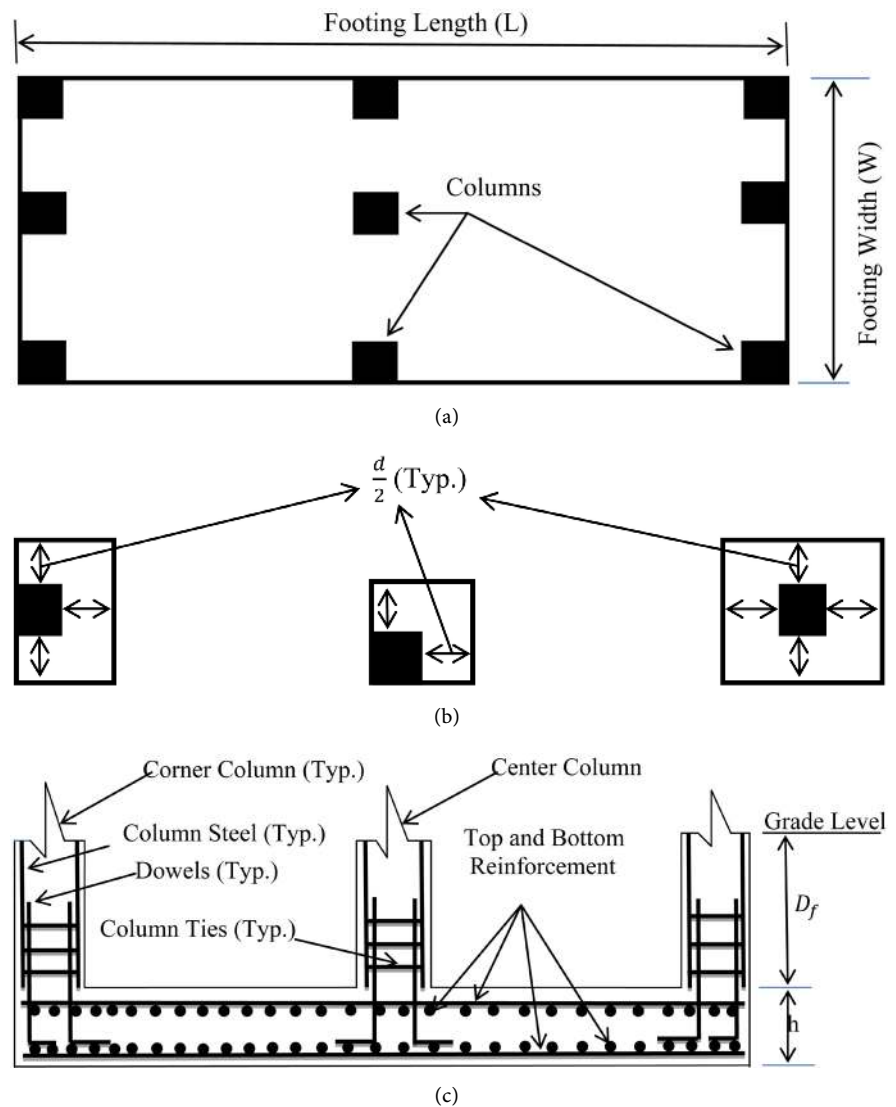 Footing Length (L)
Columns
Footing Width (W)
(a)
d/2 (Typ.)
(b)
Corner Column (Typ.)
Center Column
Grade Level
Column Steel (Typ.)
Top and Bottom
Reinforcement
Dowels (Typ.)
D_f
Column Ties (Typ.)
h
(c)